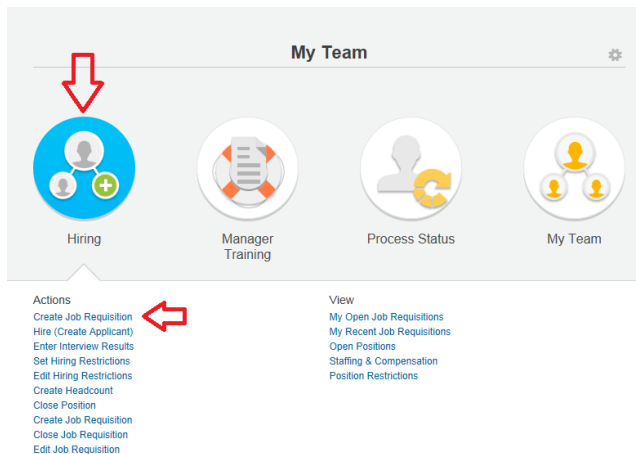 My Team
Hiring
Manager
Training
Process Status
My Team
Actions
Create Job Requisition
Hire (Create Applicant)
Enter Interview Results
Set Hiring Restrictions
Edit Hiring Restrictions
Create Headcount
Close Position
Create Job Requisition
Close Job Requisition
Edit Job Requisition
View
My Open Job Requisitions
My Recent Job Requisitions
Open Positions
Staffing & Compensation
Position Restrictions